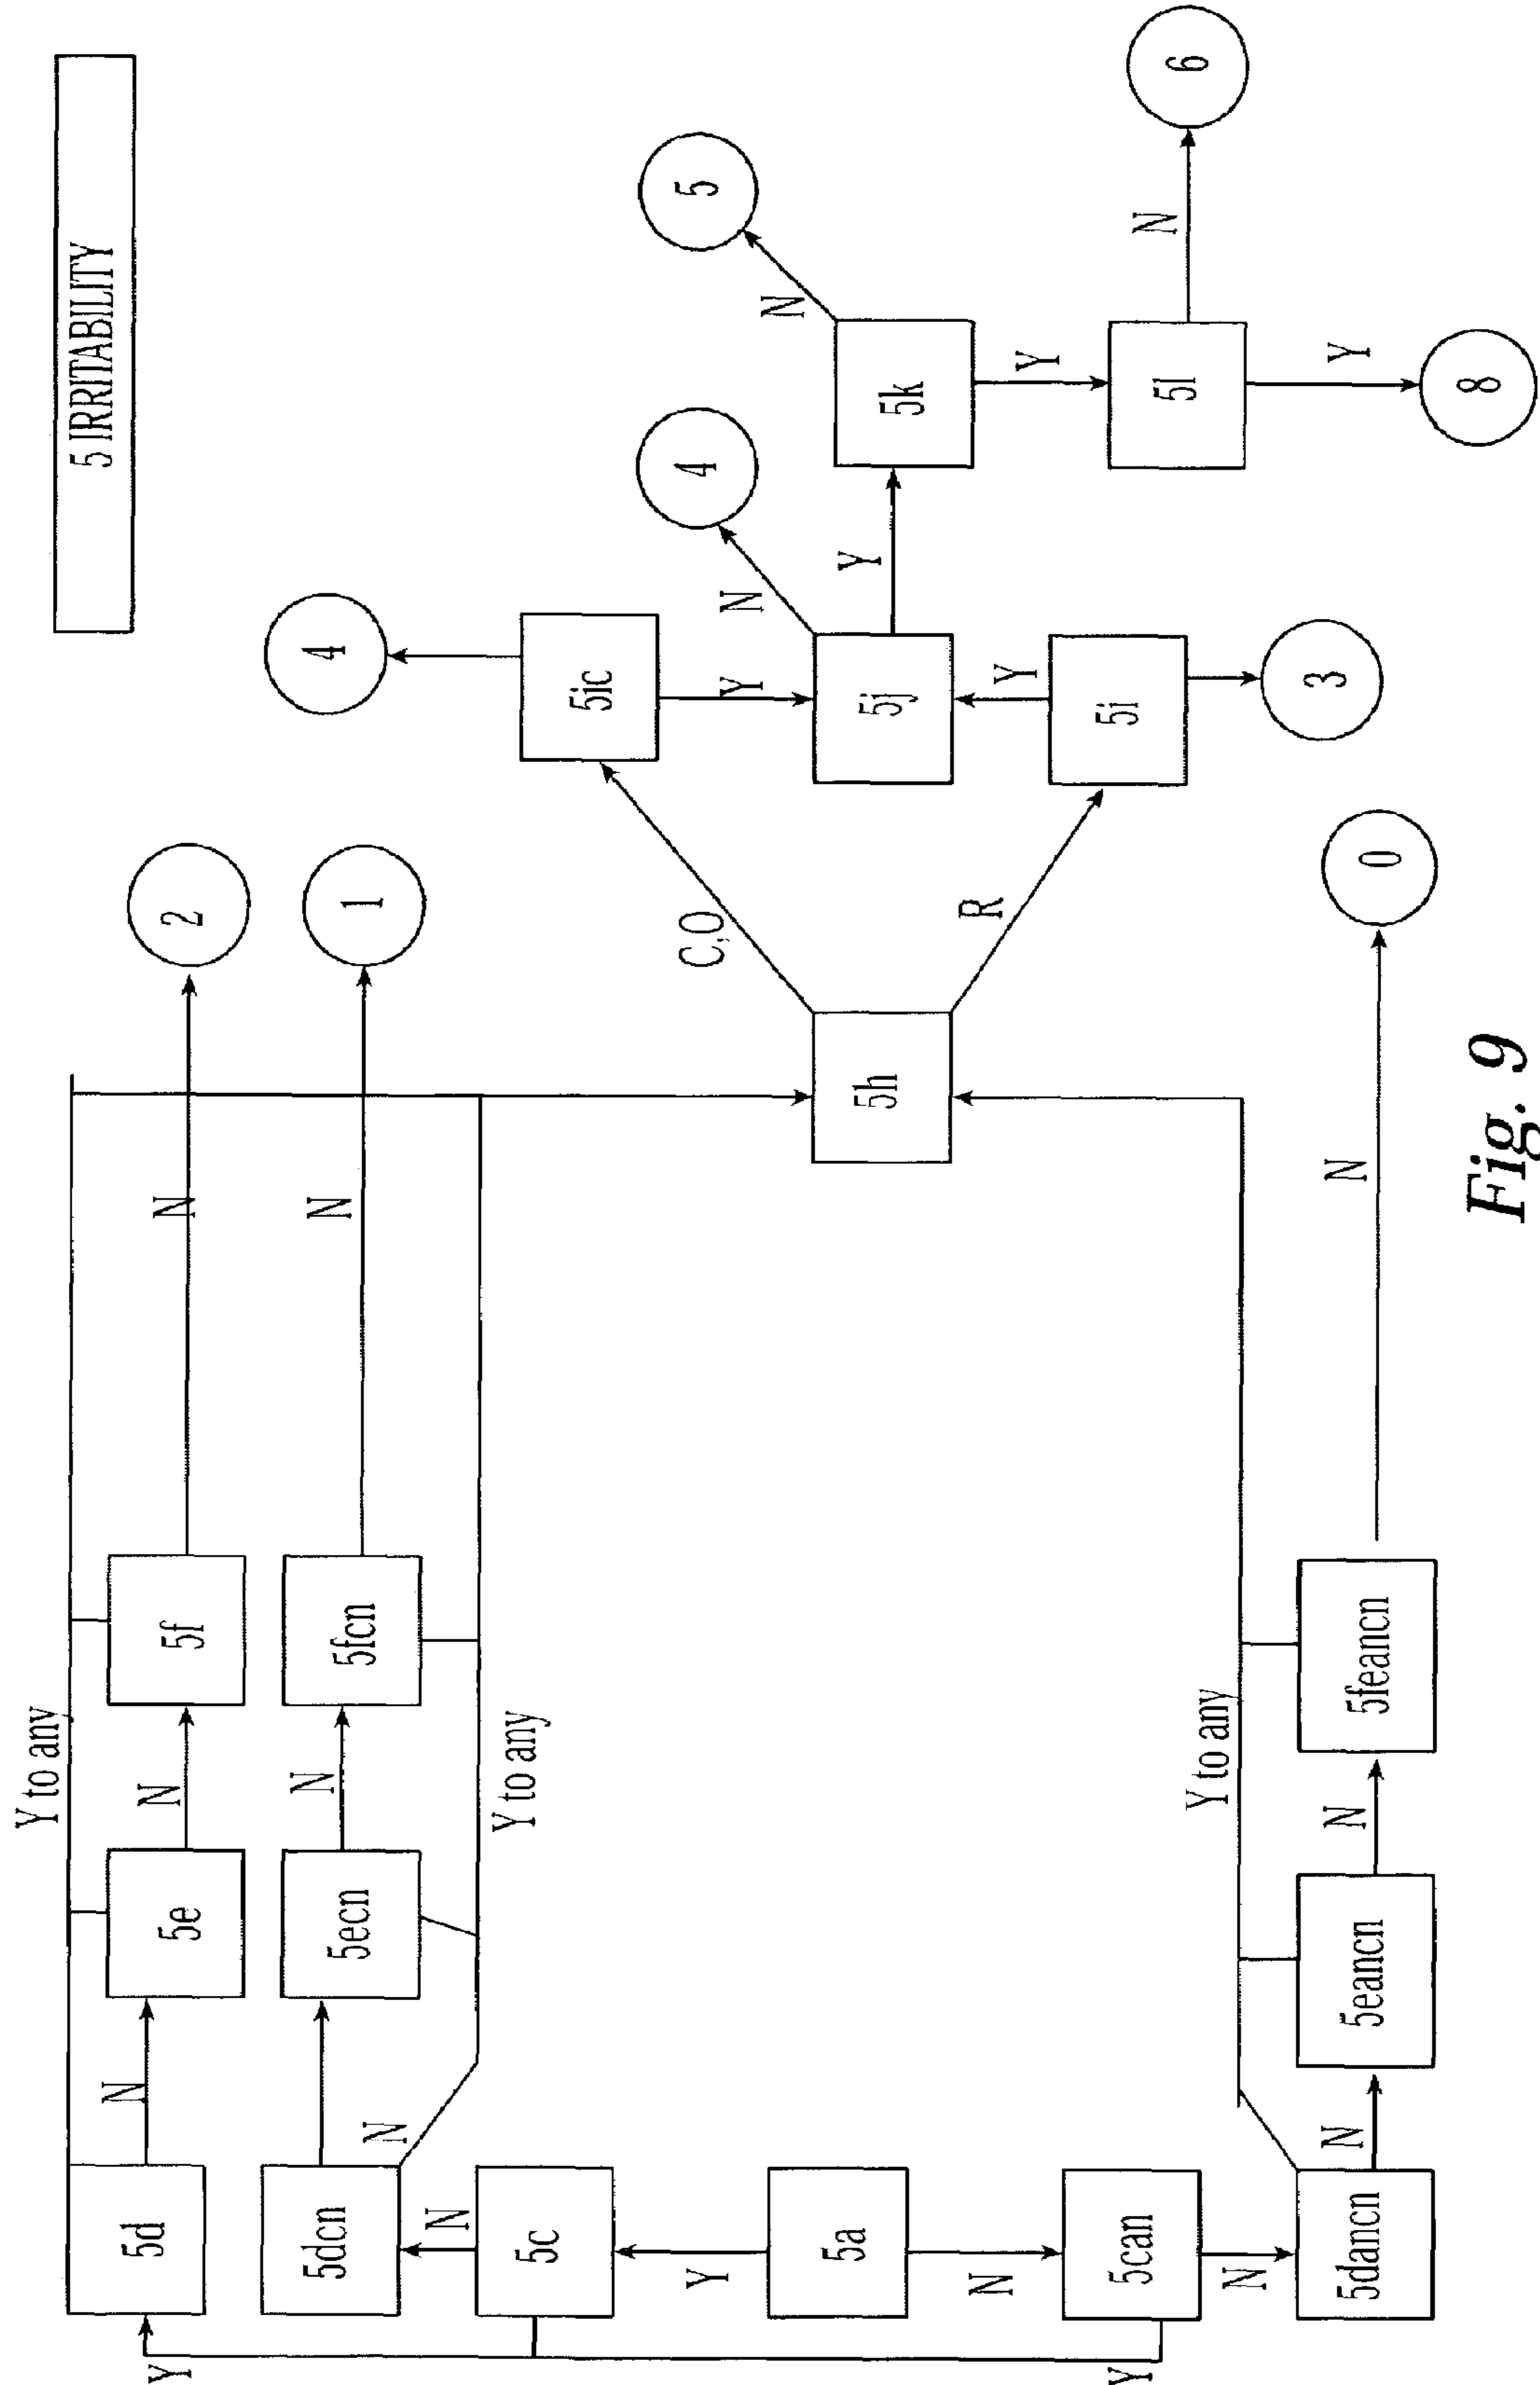 5 IRRITABILITY
Y to any
Y
5d
N
5e
N
5f
N
2
5dcn
N
5ecn
N
5fcn
N
1
Y to any
N
5c
Y
5a
N
Y
5can
N
5dancn
N
5eancn
N
5feancn
N
0
Y to any
5h
C,O
R
5ic
4
Y
5j
N
4
Y
5i
3
Y
5k
N
5
Y
5l
N
6
Y
8
Fig. 9